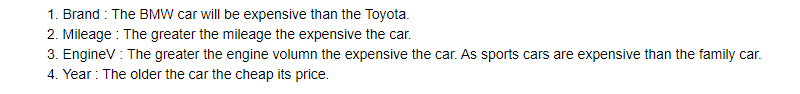 1. Brand : The BMW car will be expensive than the Toyota.
2. Mileage : The greater the mileage the expensive the car.
3. EngineV : The greater the engine volumn the expensive the car. As sports cars are expensive than the family car.
4. Year : The older the car the cheap its price.